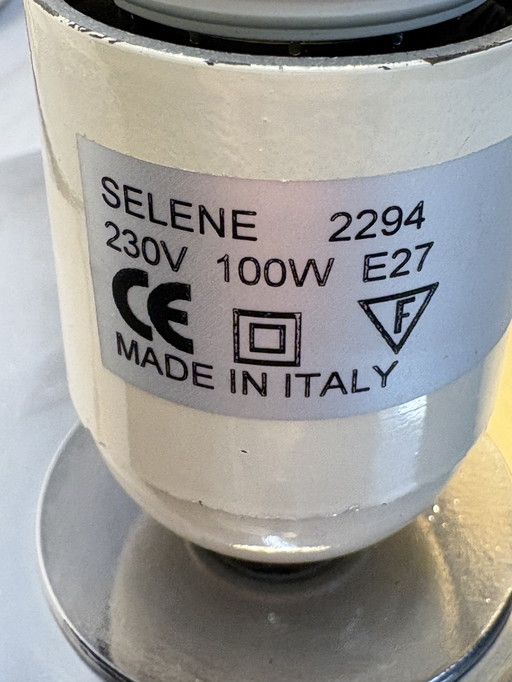 SELENE 2294
230V 100W E27
CE F
MADE IN ITALY